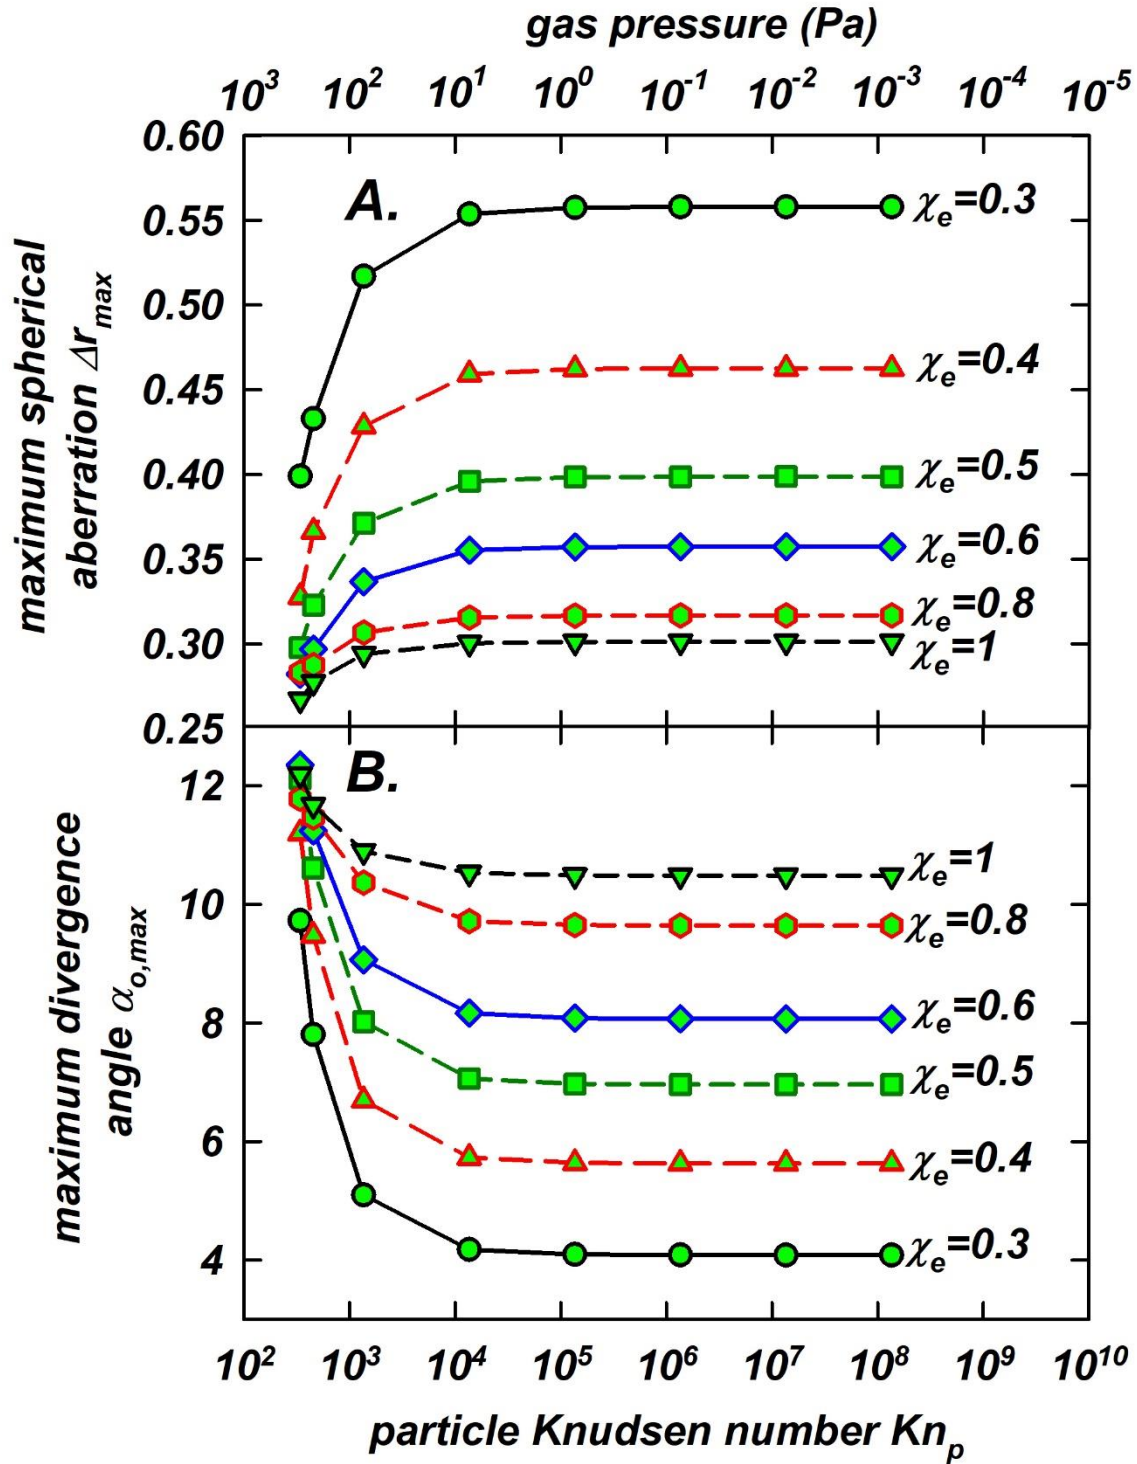 gas pressure (Pa)
10³ 10² 10¹ 10⁰ 10⁻¹ 10⁻² 10⁻³ 10⁻⁴ 10⁻⁵
maximum spherical
aberration Δr_max
0.60
0.55
0.50
0.45
0.40
0.35
0.30
0.25
A.
χₑ=0.3
χₑ=0.4
χₑ=0.5
χₑ=0.6
χₑ=0.8
χₑ=1
maximum divergence
angle α_o,max
12
10
8
6
4
B.
χₑ=1
χₑ=0.8
χₑ=0.6
χₑ=0.5
χₑ=0.4
χₑ=0.3
10² 10³ 10⁴ 10⁵ 10⁶ 10⁷ 10⁸ 10⁹ 10¹⁰
particle Knudsen number Kn_p